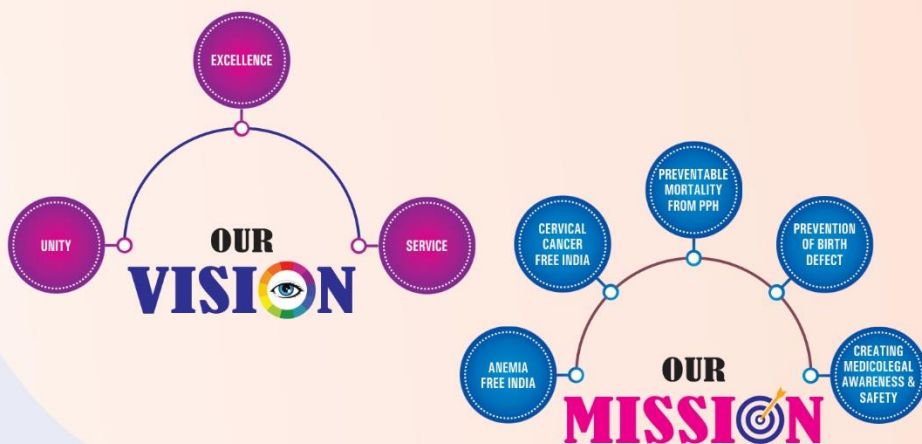 EXCELLENCE
UNITY
SERVICE
OUR
VISION
PREVENTABLE
MORTALITY
FROM PPH
CERVICAL
CANCER
FREE INDIA
PREVENTION
OF BIRTH
DEFECT
ANEMIA
FREE INDIA
CREATING
MEDICOLEGAL
AWARENESS &
SAFETY
OUR
MISSION